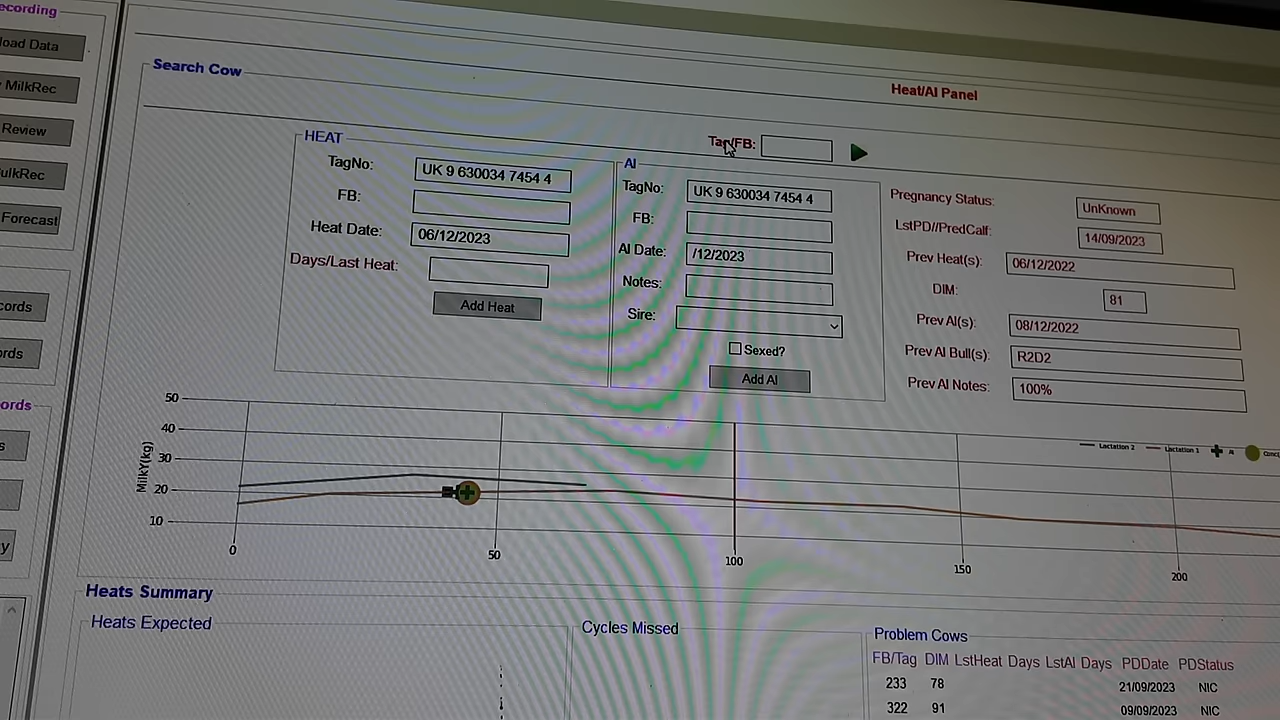 ecording
load Data
MilkRec
Review
ulkRec
Forecast
cords
rds
ords
s
y
Search Cow
Heat/AI Panel
Tag/FB:
HEAT
TagNo: UK 9 630034 7454 4
FB:
Heat Date: 06/12/2023
Days/Last Heat:
Add Heat
AI
TagNo: UK 9 630034 7454 4
FB:
AI Date: /12/2023
Notes:
Sire:
Sexed?
Add AI
Pregnancy Status: UnKnown
LstPD//PredCalf: 14/09/2023
Prev Heat(s): 06/12/2022
DIM: 81
Prev AI(s): 08/12/2022
Prev AI Bull(s): R2D2
Prev AI Notes: 100%
MilkY(kg)
50
40
30
20
10
0 50 100 150 200
Lactation 2 Lactation 1 AI Conc
Heats Summary
Heats Expected
Cycles Missed
Problem Cows
FB/Tag DIM LstHeat Days LstAI Days PDDate PDStatus
233 78 21/09/2023 NIC
322 91 09/09/2023 NIC